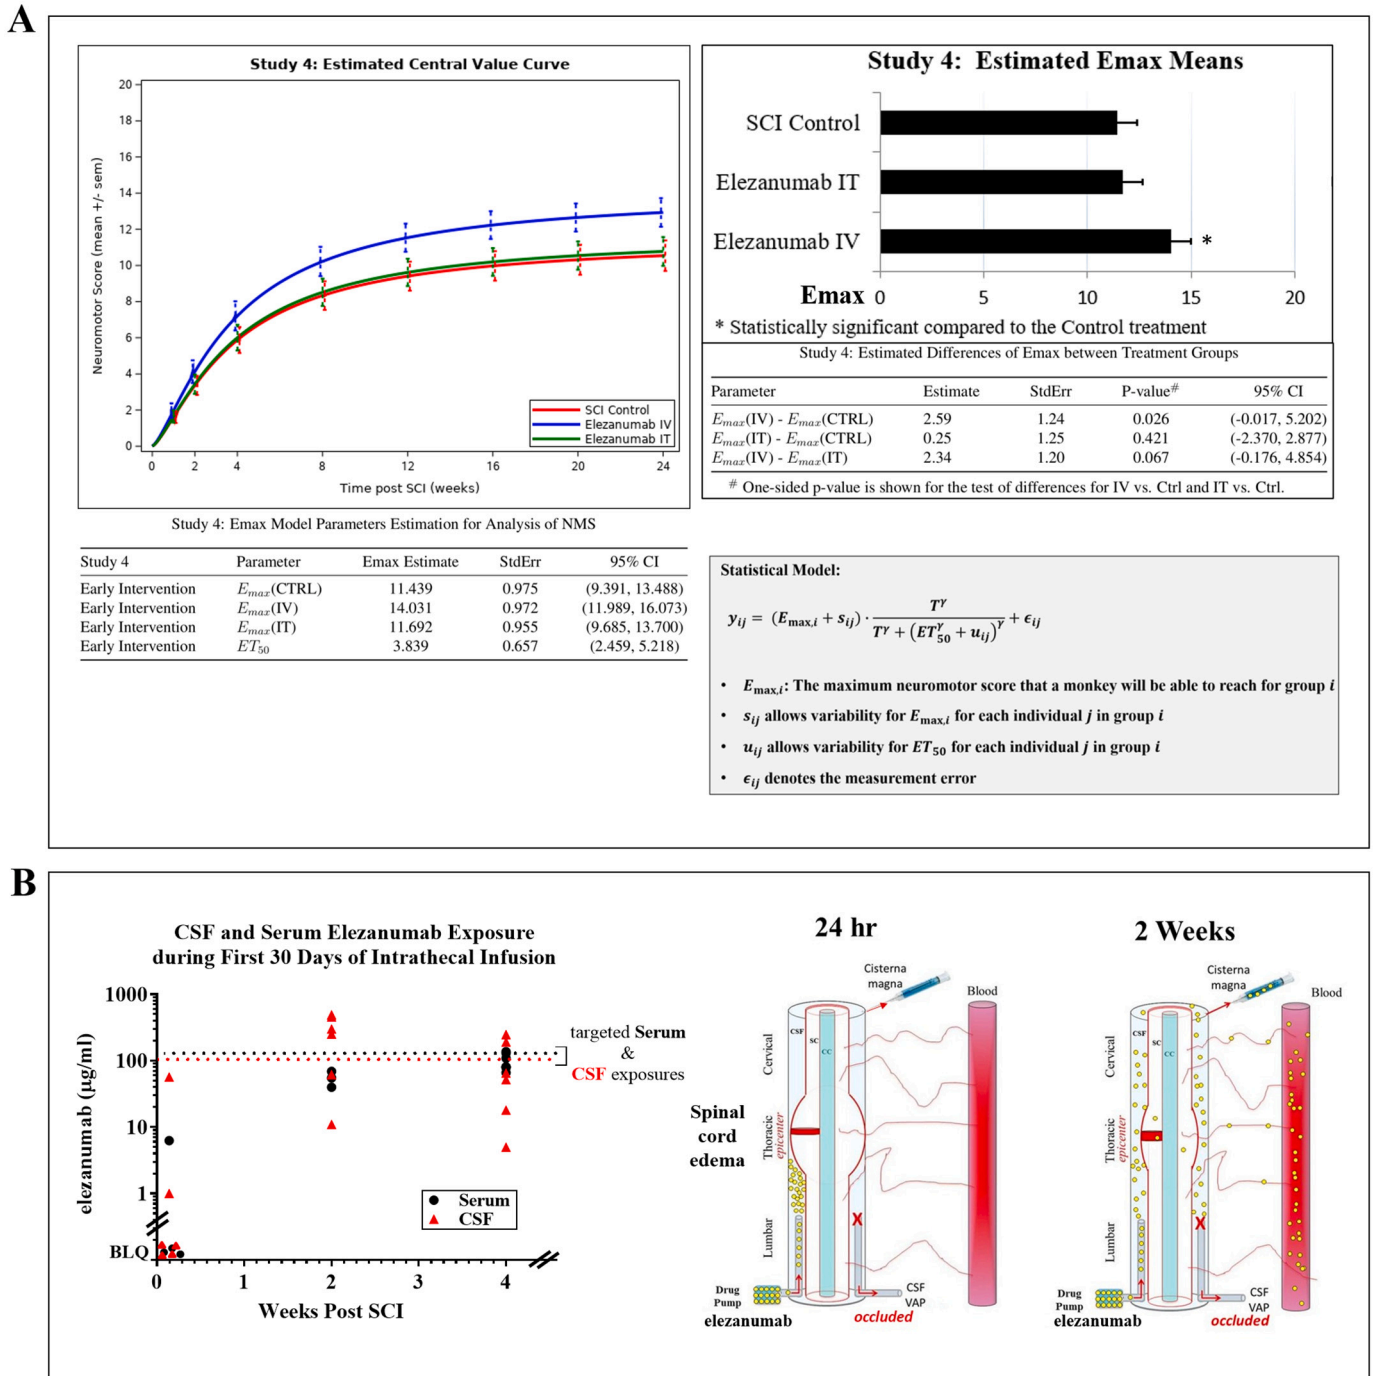 A
Study 4: Estimated Central Value Curve
Neuromotor Score (mean +/- sem)
20
18
16
14
12
10
8
6
4
2
0
0 2 4 8 12 16 20 24
Time post SCI (weeks)
SCI Control
Elezanumab IV
Elezanumab IT
Study 4: Estimated Emax Means
SCI Control
Elezanumab IT
Elezanumab IV
*
Emax 0 5 10 15 20
* Statistically significant compared to the Control treatment
Study 4: Estimated Differences of Emax between Treatment Groups
Parameter Estimate StdErr P-value# 95% CI
Emax(IV) - Emax(CTRL) 2.59 1.24 0.026 (-0.017, 5.202)
Emax(IT) - Emax(CTRL) 0.25 1.25 0.421 (-2.370, 2.877)
Emax(IV) - Emax(IT) 2.34 1.20 0.067 (-0.176, 4.854)
# One-sided p-value is shown for the test of differences for IV vs. Ctrl and IT vs. Ctrl.
Study 4: Emax Model Parameters Estimation for Analysis of NMS
Study 4 Parameter Emax Estimate StdErr 95% CI
Early Intervention Emax(CTRL) 11.439 0.975 (9.391, 13.488)
Early Intervention Emax(IV) 14.031 0.972 (11.989, 16.073)
Early Intervention Emax(IT) 11.692 0.955 (9.685, 13.700)
Early Intervention ET50 3.839 0.657 (2.459, 5.218)
Statistical Model:
yij = (Emax,i + sij) · T^γ / (T^γ + (ET50^γ + uij)^γ) + ϵij
• Emax,i: The maximum neuromotor score that a monkey will be able to reach for group i
• sij allows variability for Emax,i for each individual j in group i
• uij allows variability for ET50 for each individual j in group i
• ϵij denotes the measurement error
B
CSF and Serum Elezanumab Exposure
during First 30 Days of Intrathecal Infusion
elezanumab (µg/ml)
1000
100
10
1
BLQ
0 1 2 3 4
Weeks Post SCI
Serum
CSF
targeted Serum
&
CSF exposures
24 hr
Cisterna
magna
Blood
CSF
SC
CC
Cervical
Thoracic
epicenter
Lumbar
Spinal
cord
edema
X
Drug
Pump
elezanumab
CSF
VAP
occluded
2 Weeks
Cisterna
magna
Blood
CSF
SC
CC
Cervical
Thoracic
epicenter
Lumbar
X
Drug
Pump
elezanumab
CSF
VAP
occluded